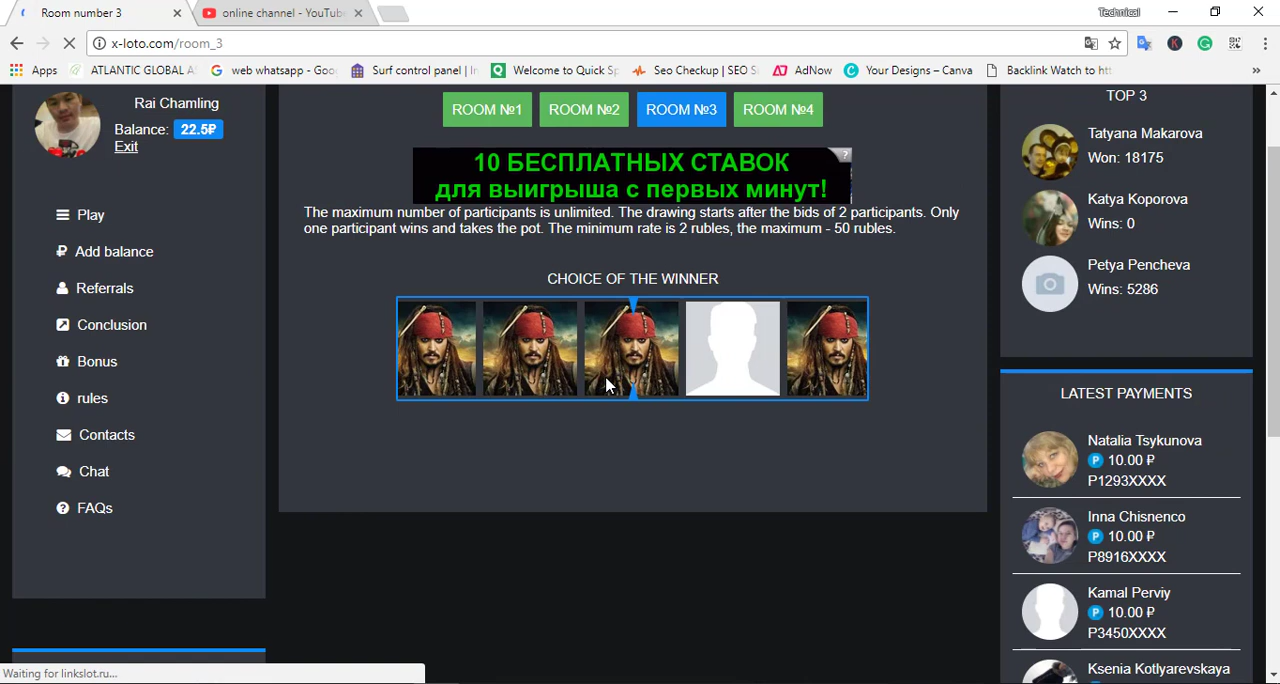 Room number 3
online channel - YouTub
Technical
x-loto.com/room_3
Apps
ATLANTIC GLOBAL A
web whatsapp - Goo
Surf control panel | In
Welcome to Quick Sp
Seo Checkup | SEO S
AdNow
Your Designs – Canva
Backlink Watch to htt
»
Rai Chamling
Balance: 22.5₽
Exit
Play
Add balance
Referrals
Conclusion
Bonus
rules
Contacts
Chat
FAQs
ROOM №1
ROOM №2
ROOM №3
ROOM №4
10 БЕСПЛАТНЫХ СТАВОК
для выигрыша с первых минут!
?
The maximum number of participants is unlimited. The drawing starts after the bids of 2 participants. Only
one participant wins and takes the pot. The minimum rate is 2 rubles, the maximum - 50 rubles.
CHOICE OF THE WINNER
TOP 3
Tatyana Makarova
Won: 18175
Katya Koporova
Wins: 0
Petya Pencheva
Wins: 5286
LATEST PAYMENTS
Natalia Tsykunova
P 10.00 ₽
P1293XXXX
Inna Chisnenco
P 10.00 ₽
P8916XXXX
Kamal Perviy
P 10.00 ₽
P3450XXXX
Ksenia Kotlyarevskaya
Waiting for linkslot.ru...